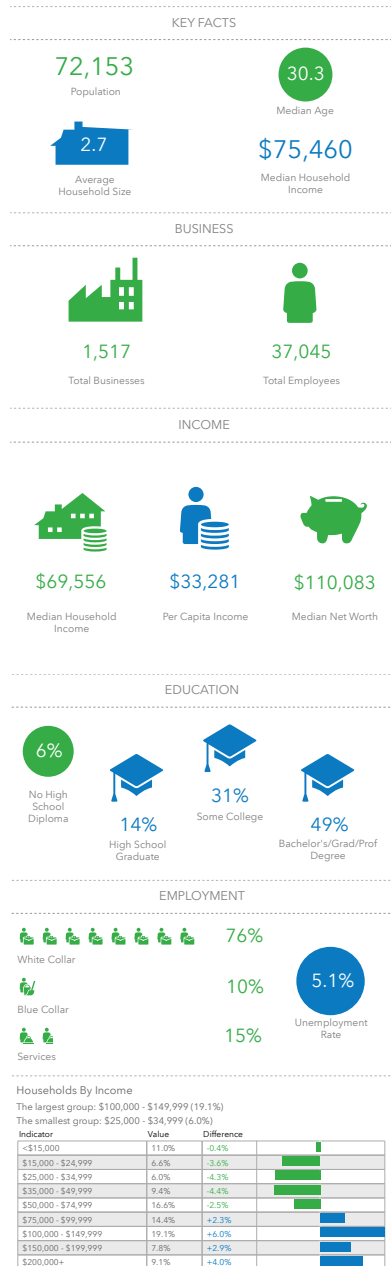 KEY FACTS
72,153
Population
30.3
Median Age
2.7
Average
Household Size
$75,460
Median Household
Income
BUSINESS
1,517
Total Businesses
37,045
Total Employees
INCOME
$69,556
Median Household
Income
$33,281
Per Capita Income
$110,083
Median Net Worth
EDUCATION
6%
No High
School
Diploma
14%
High School
Graduate
31%
Some College
49%
Bachelor's/Grad/Prof
Degree
EMPLOYMENT
76%
White Collar
10%
Blue Collar
15%
Services
5.1%
Unemployment
Rate
Households By Income
The largest group: $100,000 - $149,999 (19.1%)
The smallest group: $25,000 - $34,999 (6.0%)
Indicator Value Difference
<$15,000 11.0% -0.4%
$15,000 - $24,999 6.6% -3.6%
$25,000 - $34,999 6.0% -4.3%
$35,000 - $49,999 9.4% -4.4%
$50,000 - $74,999 16.6% -2.5%
$75,000 - $99,999 14.4% +2.3%
$100,000 - $149,999 19.1% +6.0%
$150,000 - $199,999 7.8% +2.9%
$200,000+ 9.1% +4.0%